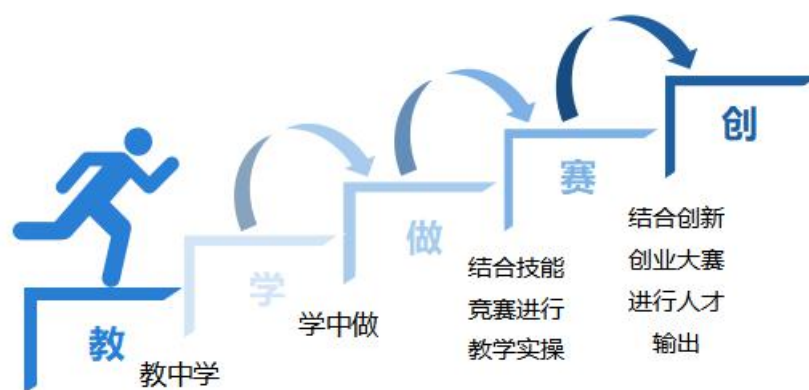 教
教中学
学
学中做
做
赛
结合技能
竞赛进行
教学实操
创
结合创新
创业大赛
进行人才
输出